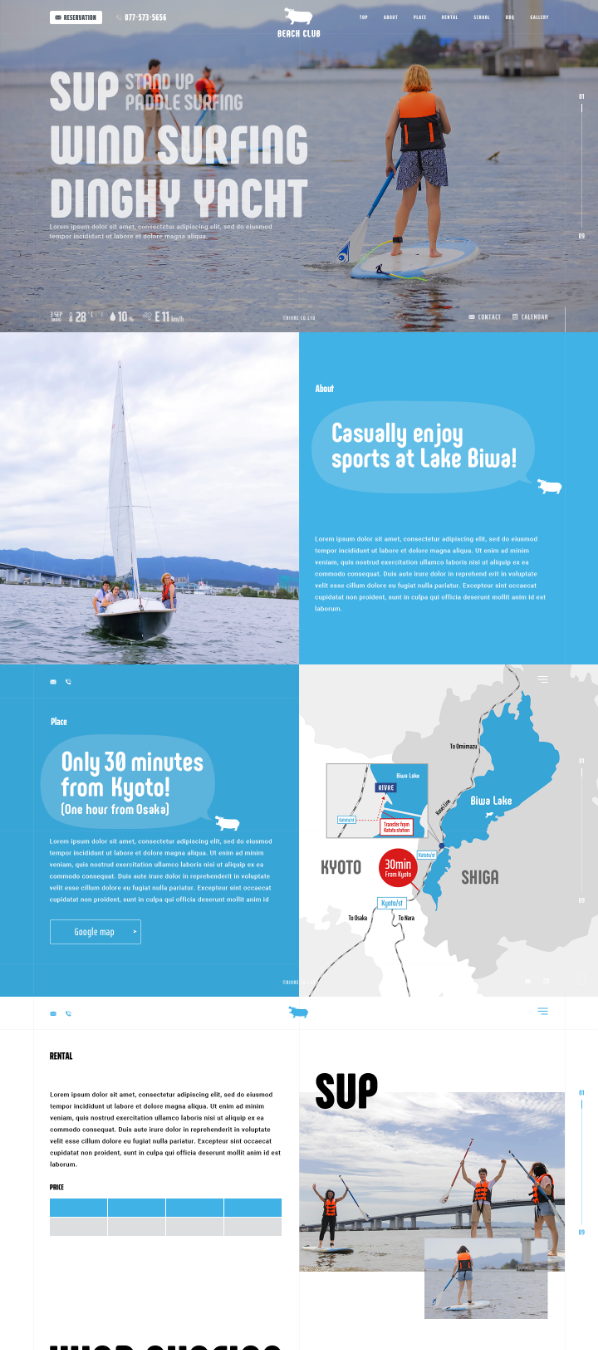 RESERVATION
077-573-5656
BEACH CLUB
TOP
ABOUT
PLACE
RENTAL
SCHOOL
BBQ
GALLERY
SUP STAND UP
PADDLE SURFING
WIND SURFING
DINGHY YACHT
Lorem ipsum dolor sit amet, consectetur adipiscing elit, sed do eiusmod
tempor incididunt ut labore et dolore magna aliqua.
01
09
28
10 %
E 11 km/h
CONTACT
CALENDAR
About
Casually enjoy
sports at Lake Biwa!
Lorem ipsum dolor sit amet, consectetur adipiscing elit, sed do eiusmod
tempor incididunt ut labore et dolore magna aliqua. Ut enim ad minim
veniam, quis nostrud exercitation ullamco laboris nisi ut aliquip ex ea
commodo consequat. Duis aute irure dolor in reprehend erit in voluptate
velit esse cillum dolore eu fugiat nulla pariatur. Excepteur sint occaecat
cupidatat non proident, sunt in culpa qui officia deserunt mollit anim id est
laborum.
Place
Only 30 minutes
from Kyoto!
(One hour from Osaka)
Lorem ipsum dolor sit amet, consectetur adipiscing elit, sed do eiusmod
tempor incididunt ut labore et dolore magna aliqua. Ut enim ad minim
veniam, quis nostrud exercitation ullamco laboris nisi ut aliquip ex ea
commodo consequat. Duis aute irure dolor in reprehenderit in voluptate
velit esse cillum dolore eu fugiat nulla pariatur. Excepteur sint occaecat
cupidatat non proident, sunt in culpa qui officia deserunt mollit anim id
Google map
To Omimaizu
Biwa Lake
Transfer from
Katata station
Biwa Lake
KYOTO
30min
From Kyoto
SHIGA
Kyoto/st
To Osaka
To Nara
01
09
RENTAL
Lorem ipsum dolor sit amet, consectetur adipiscing elit, sed do eiusmod
tempor incididunt ut labore et dolore magna aliqua. Ut enim ad minim
veniam, quis nostrud exercitation ullamco laboris nisi ut aliquip ex ea
commodo consequat. Duis aute irure dolor in reprehenderit in voluptate
velit esse cillum dolore eu fugiat nulla pariatur. Excepteur sint occaecat
cupidatat non proident, sunt in culpa qui officia deserunt mollit anim id est
laborum.
PRICE
SUP
01
09